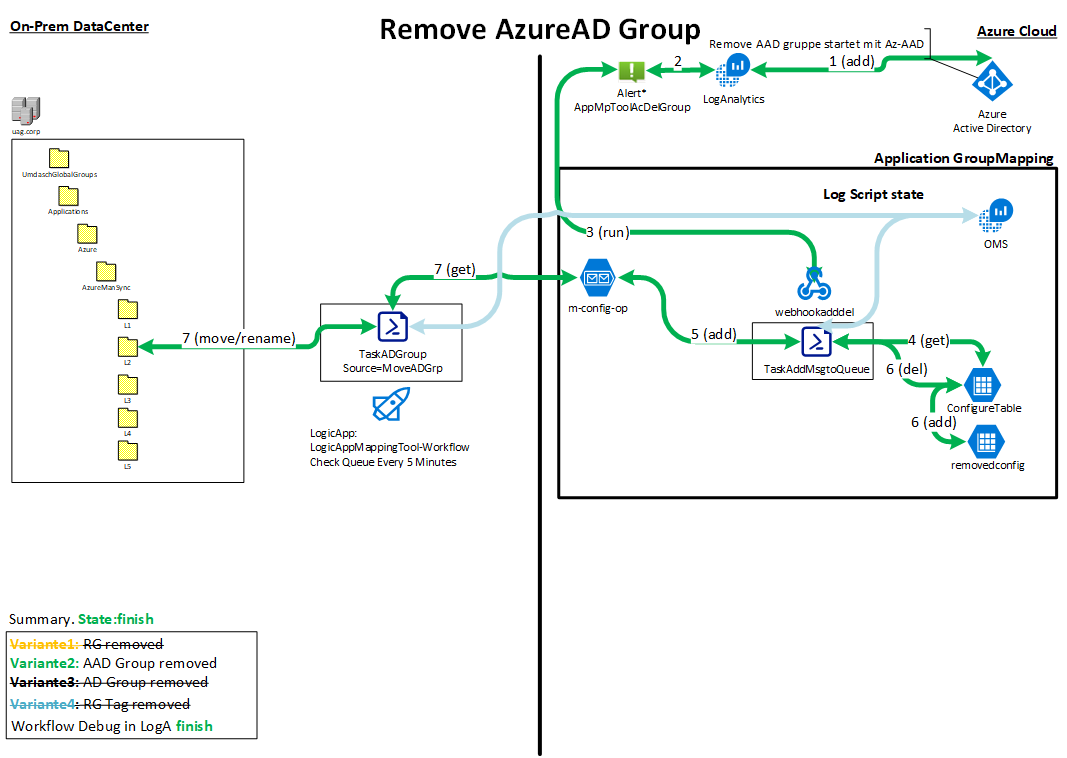 Remove AzureAD Group
On-Prem DataCenter
Azure Cloud
Remove AAD gruppe startet mit Az-AAD
2
1 (add)
Alert*
AppMpToolAcDelGroup
LogAnalytics
Azure
Active Directory
uag.corp
Application GroupMapping
UmdaschGlobalGroups
Applications
Azure
AzureManSync
L1
L2
L3
L4
L5
Log Script state
OMS
3 (run)
7 (get)
m-config-op
webhookadddel
7 (move/rename)
5 (add)
4 (get)
6 (del)
TaskADGroup
Source=MoveADGrp
TaskAddMsgtoQueue
ConfigureTable
6 (add)
removedconfig
LogicApp:
LogicAppMappingTool-Workflow
Check Queue Every 5 Minutes
Summary. State:finish
Variante1: RG removed
Variante2: AAD Group removed
Variante3: AD Group removed
Variante4: RG Tag removed
Workflow Debug in LogA finish